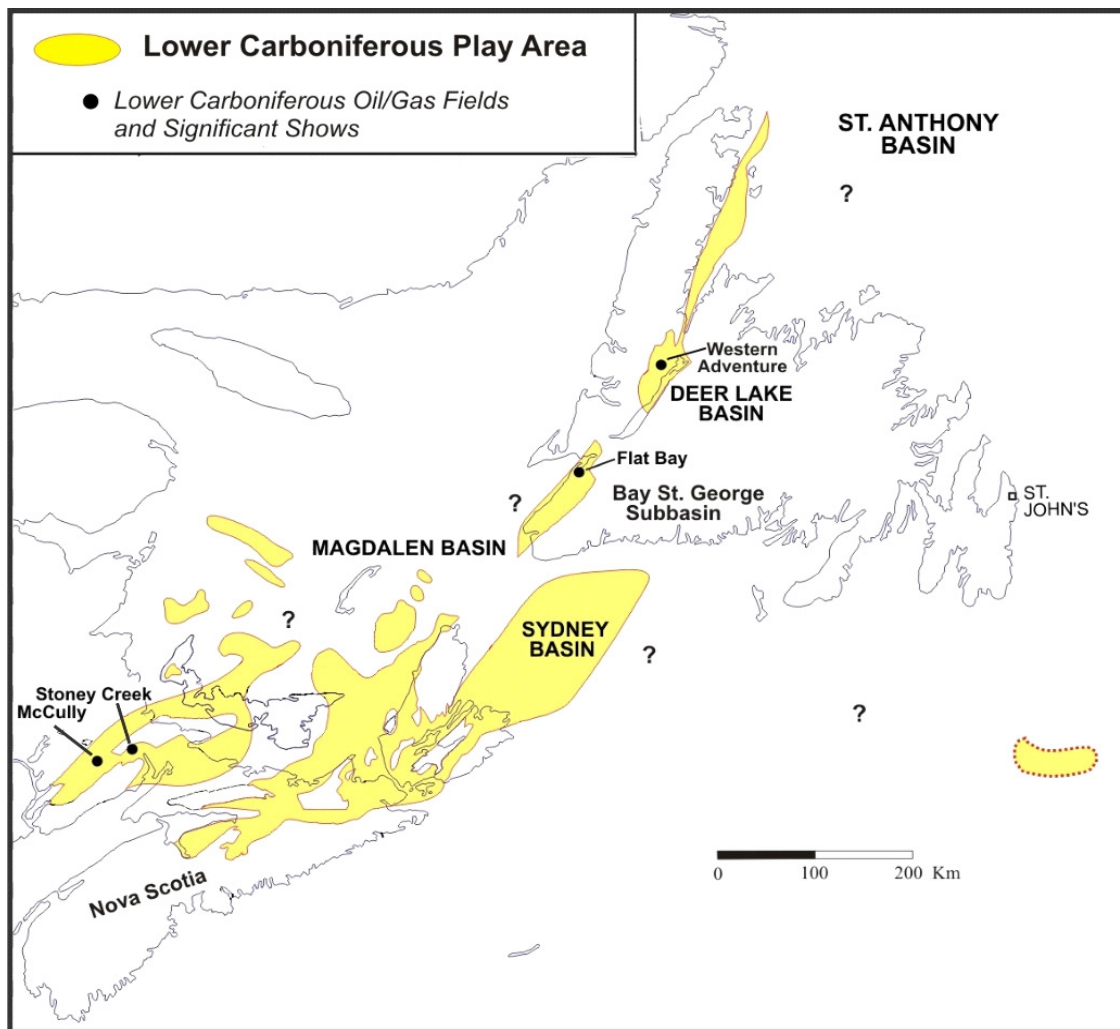 Lower Carboniferous Play Area
Lower Carboniferous Oil/Gas Fields
and Significant Shows
ST. ANTHONY
BASIN
?
Western
Adventure
DEER LAKE
BASIN
Flat Bay
?
Bay St. George
Subbasin
ST.
JOHN'S
MAGDALEN BASIN
?
SYDNEY
BASIN
?
Stoney Creek
McCully
?
Nova Scotia
0 100 200 Km